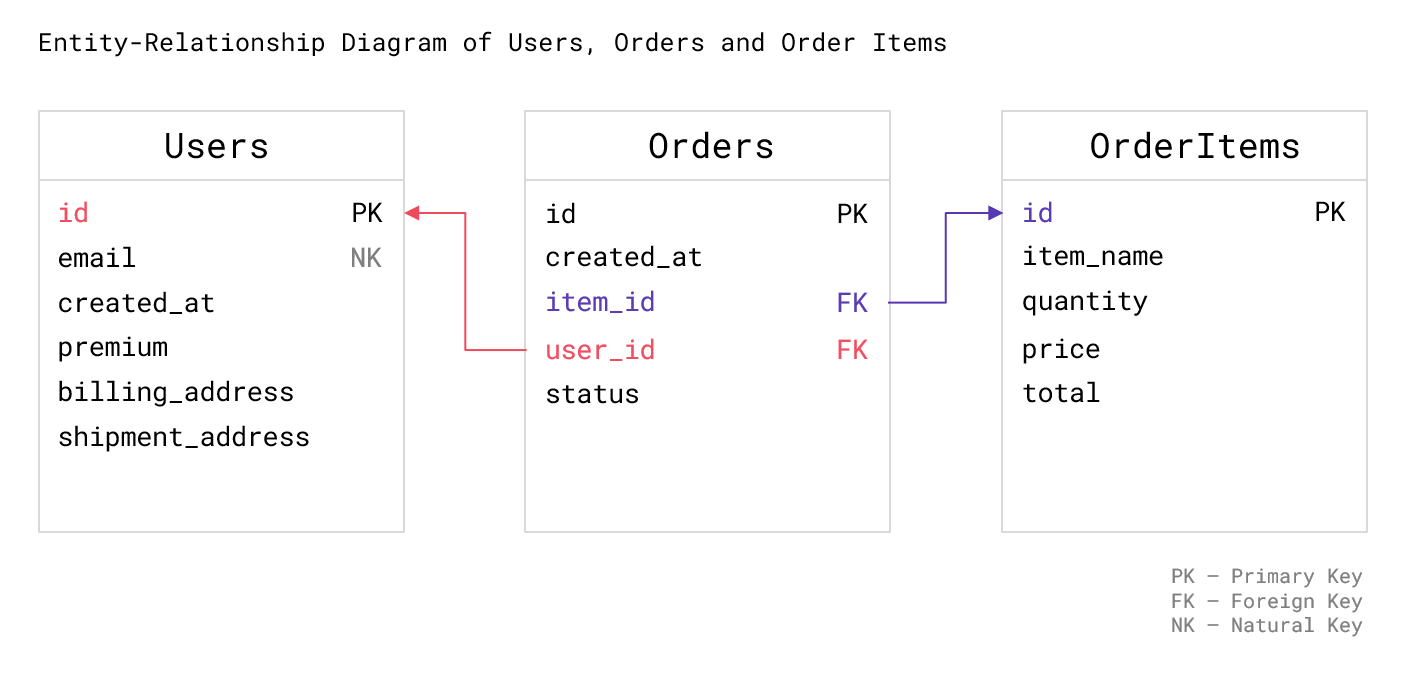 Entity-Relationship Diagram of Users, Orders and Order Items
Users
id PK
email NK
created_at
premium
billing_address
shipment_address
Orders
id PK
created_at
item_id FK
user_id FK
status
OrderItems
id PK
item_name
quantity
price
total
PK — Primary Key
FK — Foreign Key
NK — Natural Key